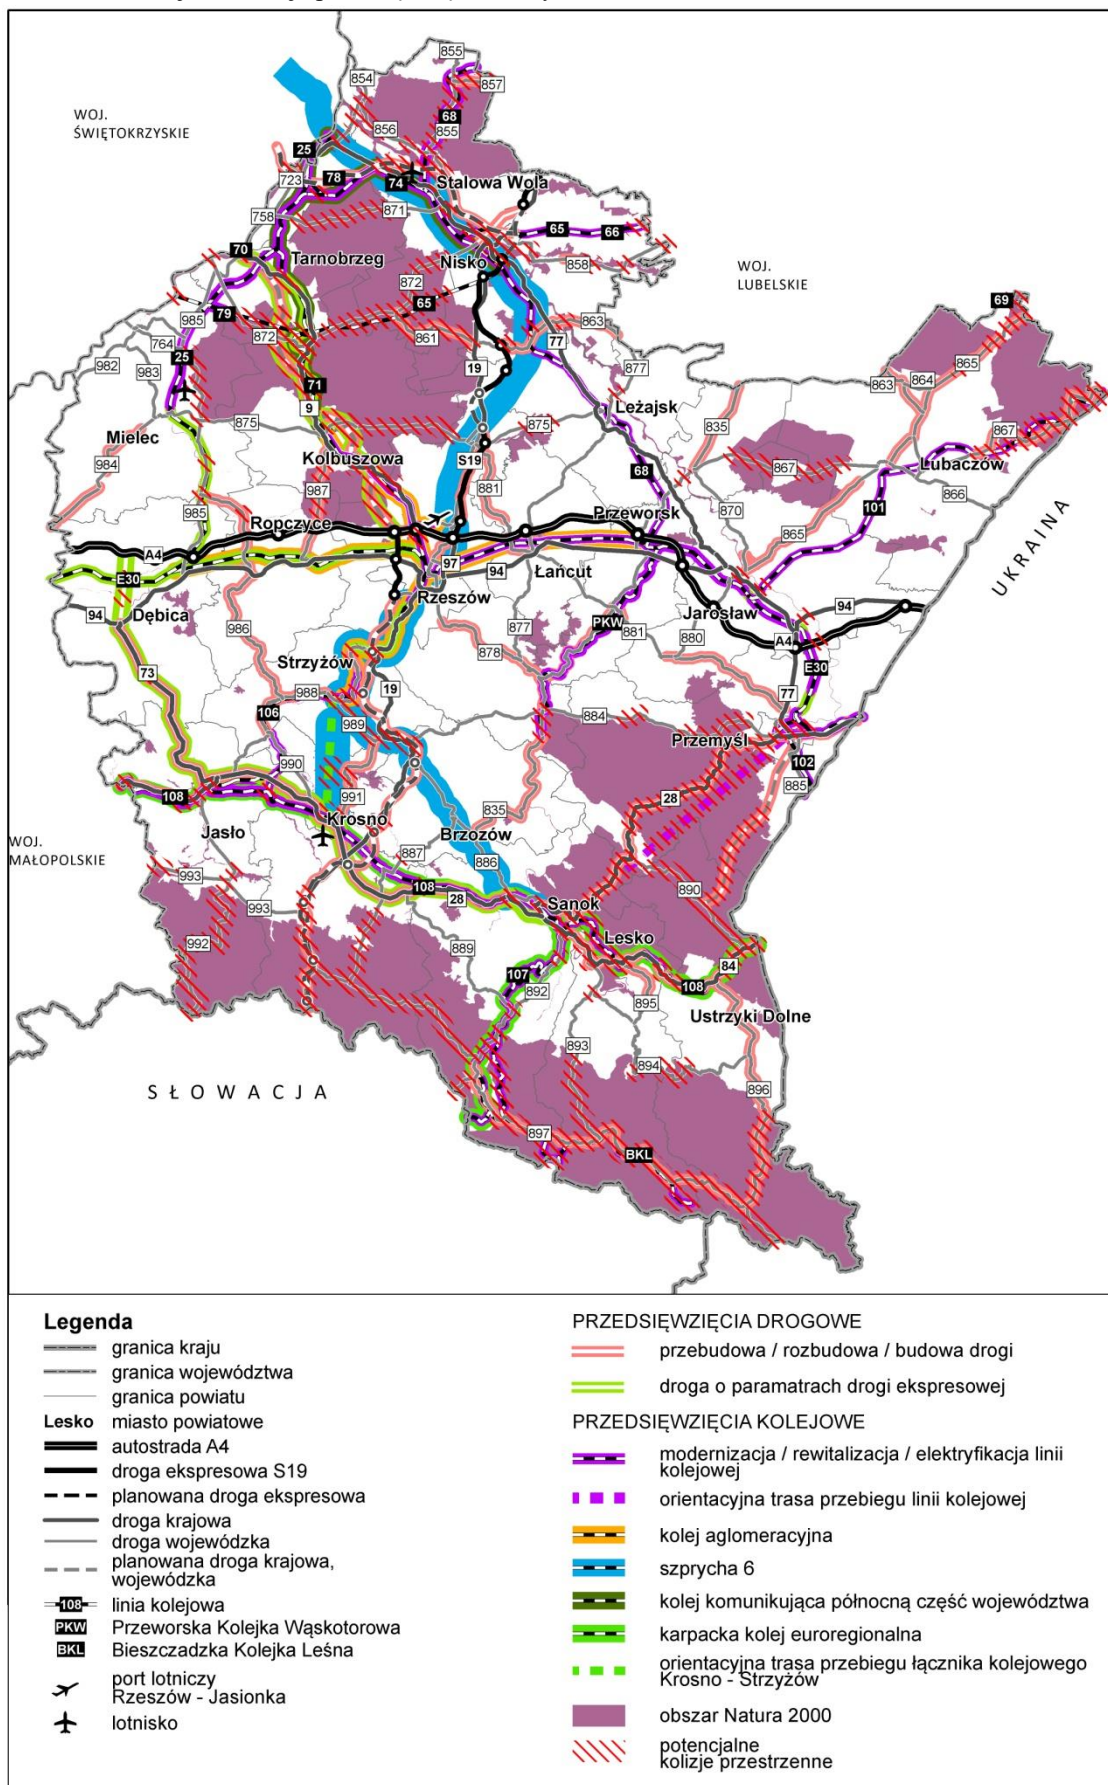 855
854
857
WOJ.
ŚWIĘTOKRZYSKIE
68
856
855
25
78
723
74
Stalowa Wola
758
871
65
66
70
Tarnobrzeg
Nisko
858
WOJ.
LUBELSKIE
872
65
69
79
985
872
861
863
77
865
764
982
983
25
19
877
863
864
71
9
Leżajsk
835
875
875
867
Mielec
Kolbuszowa
S19
867
Lubaczów
984
987
881
68
866
985
101
870
Ropczyce
Przeworsk
865
A4
97
94
Łańcut
UKRAINA
E30
Rzeszów
94
Dębica
Jarosław
94
PKW
877
881
880
986
A4
878
Strzyżów
E30
73
19
988
77
106
884
989
Przemyśl
102
990
885
108
991
28
Krosno
Jasło
835
Brzozów
WOJ.
MAŁOPOLSKIE
887
886
993
108
890
28
993
Sanok
992
Lesko
889
84
107
108
892
895
Ustrzyki Dolne
893
894
SŁOWACJA
896
897
BKL
Legenda
granica kraju
granica województwa
granica powiatu
Lesko miasto powiatowe
autostrada A4
droga ekspresowa S19
planowana droga ekspresowa
droga krajowa
droga wojewódzka
planowana droga krajowa,
wojewódzka
108 linia kolejowa
PKW Przeworska Kolejka Wąskotorowa
BKL Bieszczadzka Kolejka Leśna
port lotniczy
Rzeszów - Jasionka
lotnisko
PRZEDSIĘWZIĘCIA DROGOWE
przebudowa / rozbudowa / budowa drogi
droga o paramatrach drogi ekspresowej
PRZEDSIĘWZIĘCIA KOLEJOWE
modernizacja / rewitalizacja / elektryfikacja linii
kolejowej
orientacyjna trasa przebiegu linii kolejowej
kolej aglomeracyjna
szprycha 6
kolej komunikująca północną część województwa
karpacka kolej euroregionalna
orientacyjna trasa przebiegu łącznika kolejowego
Krosno - Strzyżów
obszar Natura 2000
potencjalne
kolizje przestrzenne